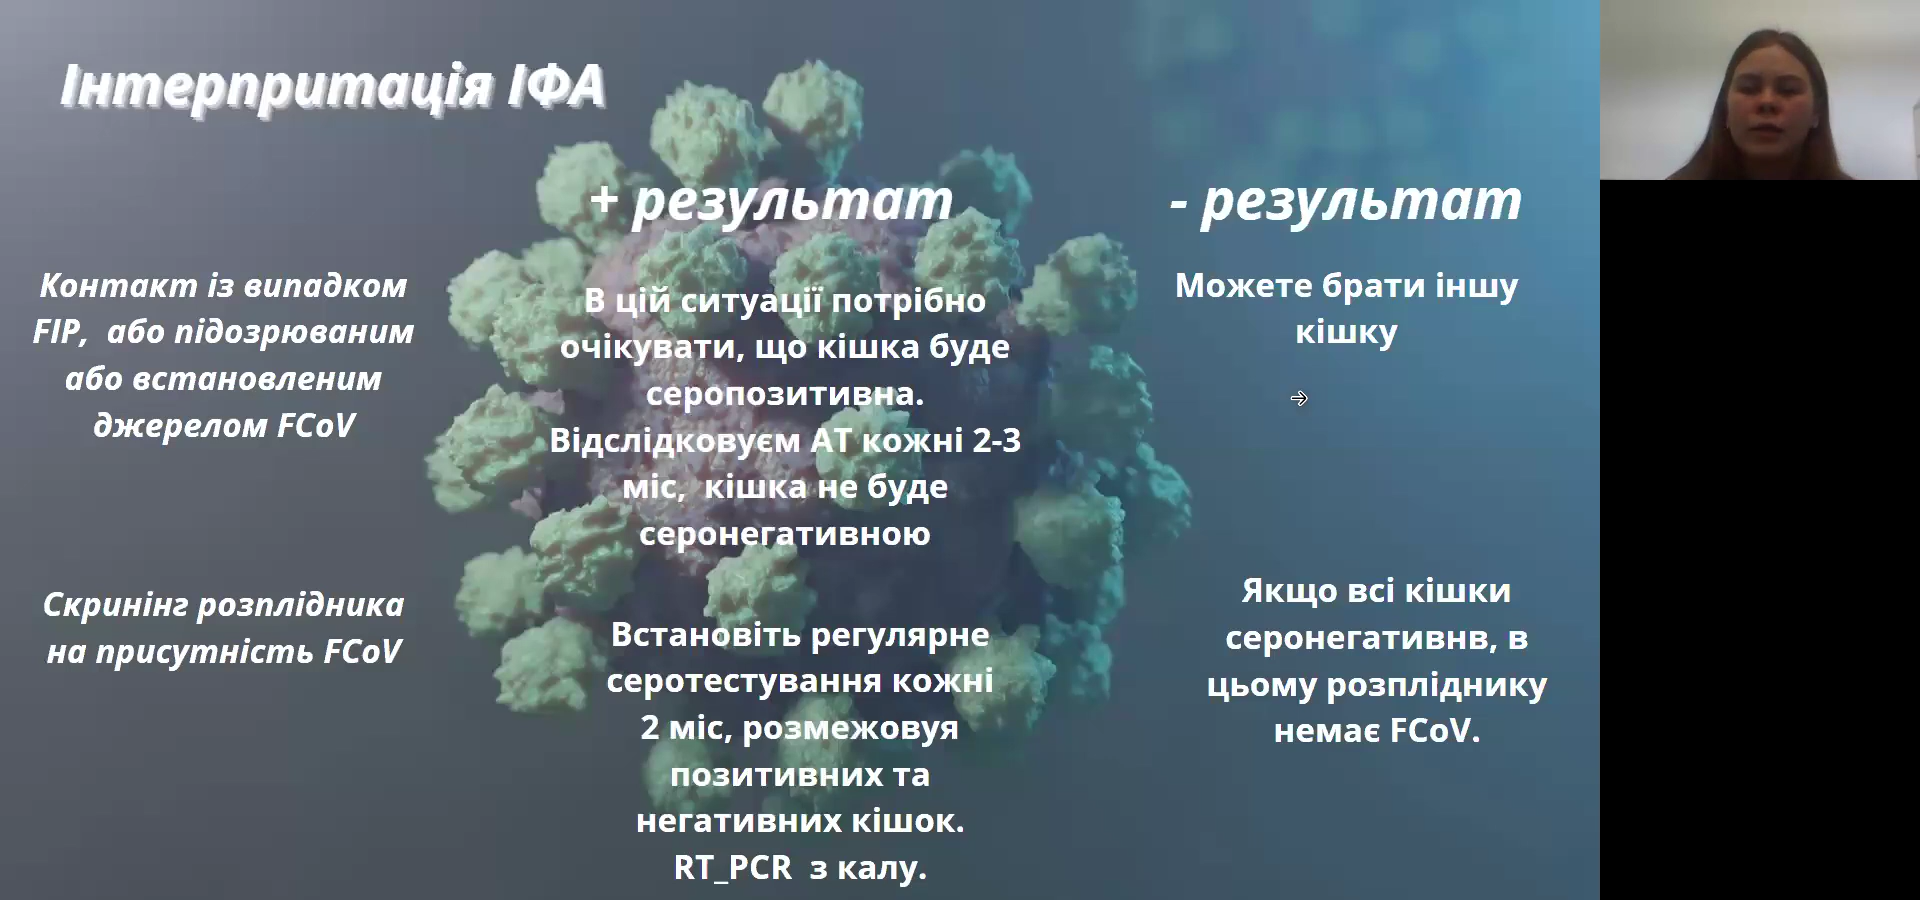 Інтерпритація ІФА
+ результат
- результат
Контакт із випадком
FIP, або підозрюваним
або встановленим
джерелом FCoV
В цій ситуації потрібно
очікувати, що кішка буде
серопозитивна.
Відслідковуєм АТ кожні 2-3
міс, кішка не буде
серонегативною
Можете брати іншу
кішку
Скринінг розплідника
на присутність FCoV
Встановіть регулярне
серотестування кожні
2 міс, розмежовуя
позитивних та
негативних кішок.
RT_PCR з калу.
Якщо всі кішки
серонегативнв, в
цьому розпліднику
немає FCoV.